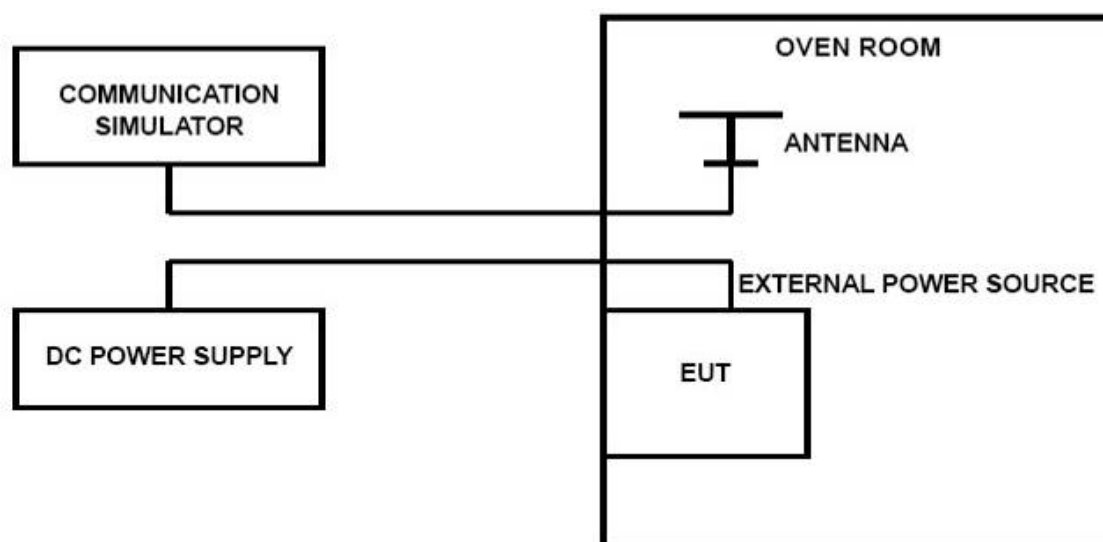 OVEN ROOM
COMMUNICATION
SIMULATOR
ANTENNA
EXTERNAL POWER SOURCE
DC POWER SUPPLY
EUT